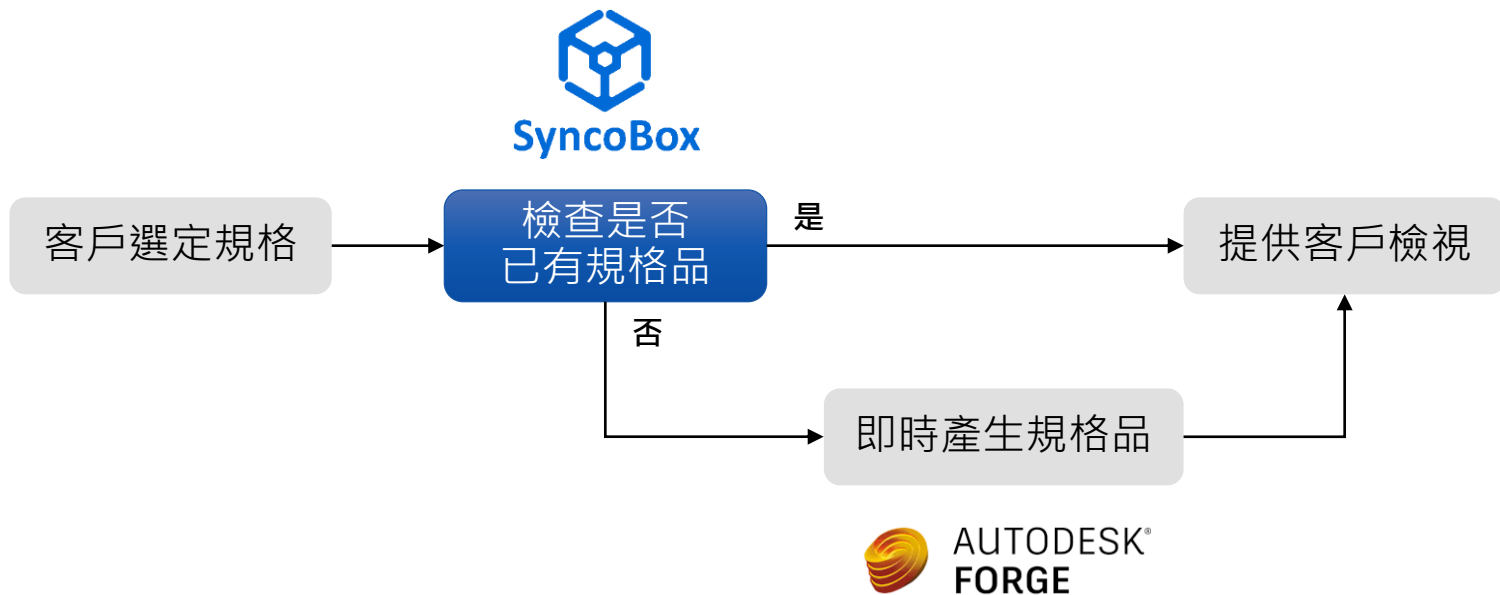 SyncoBox
客戶選定規格
檢查是否
已有規格品
是
提供客戶檢視
否
即時產生規格品
AUTODESK®
FORGE